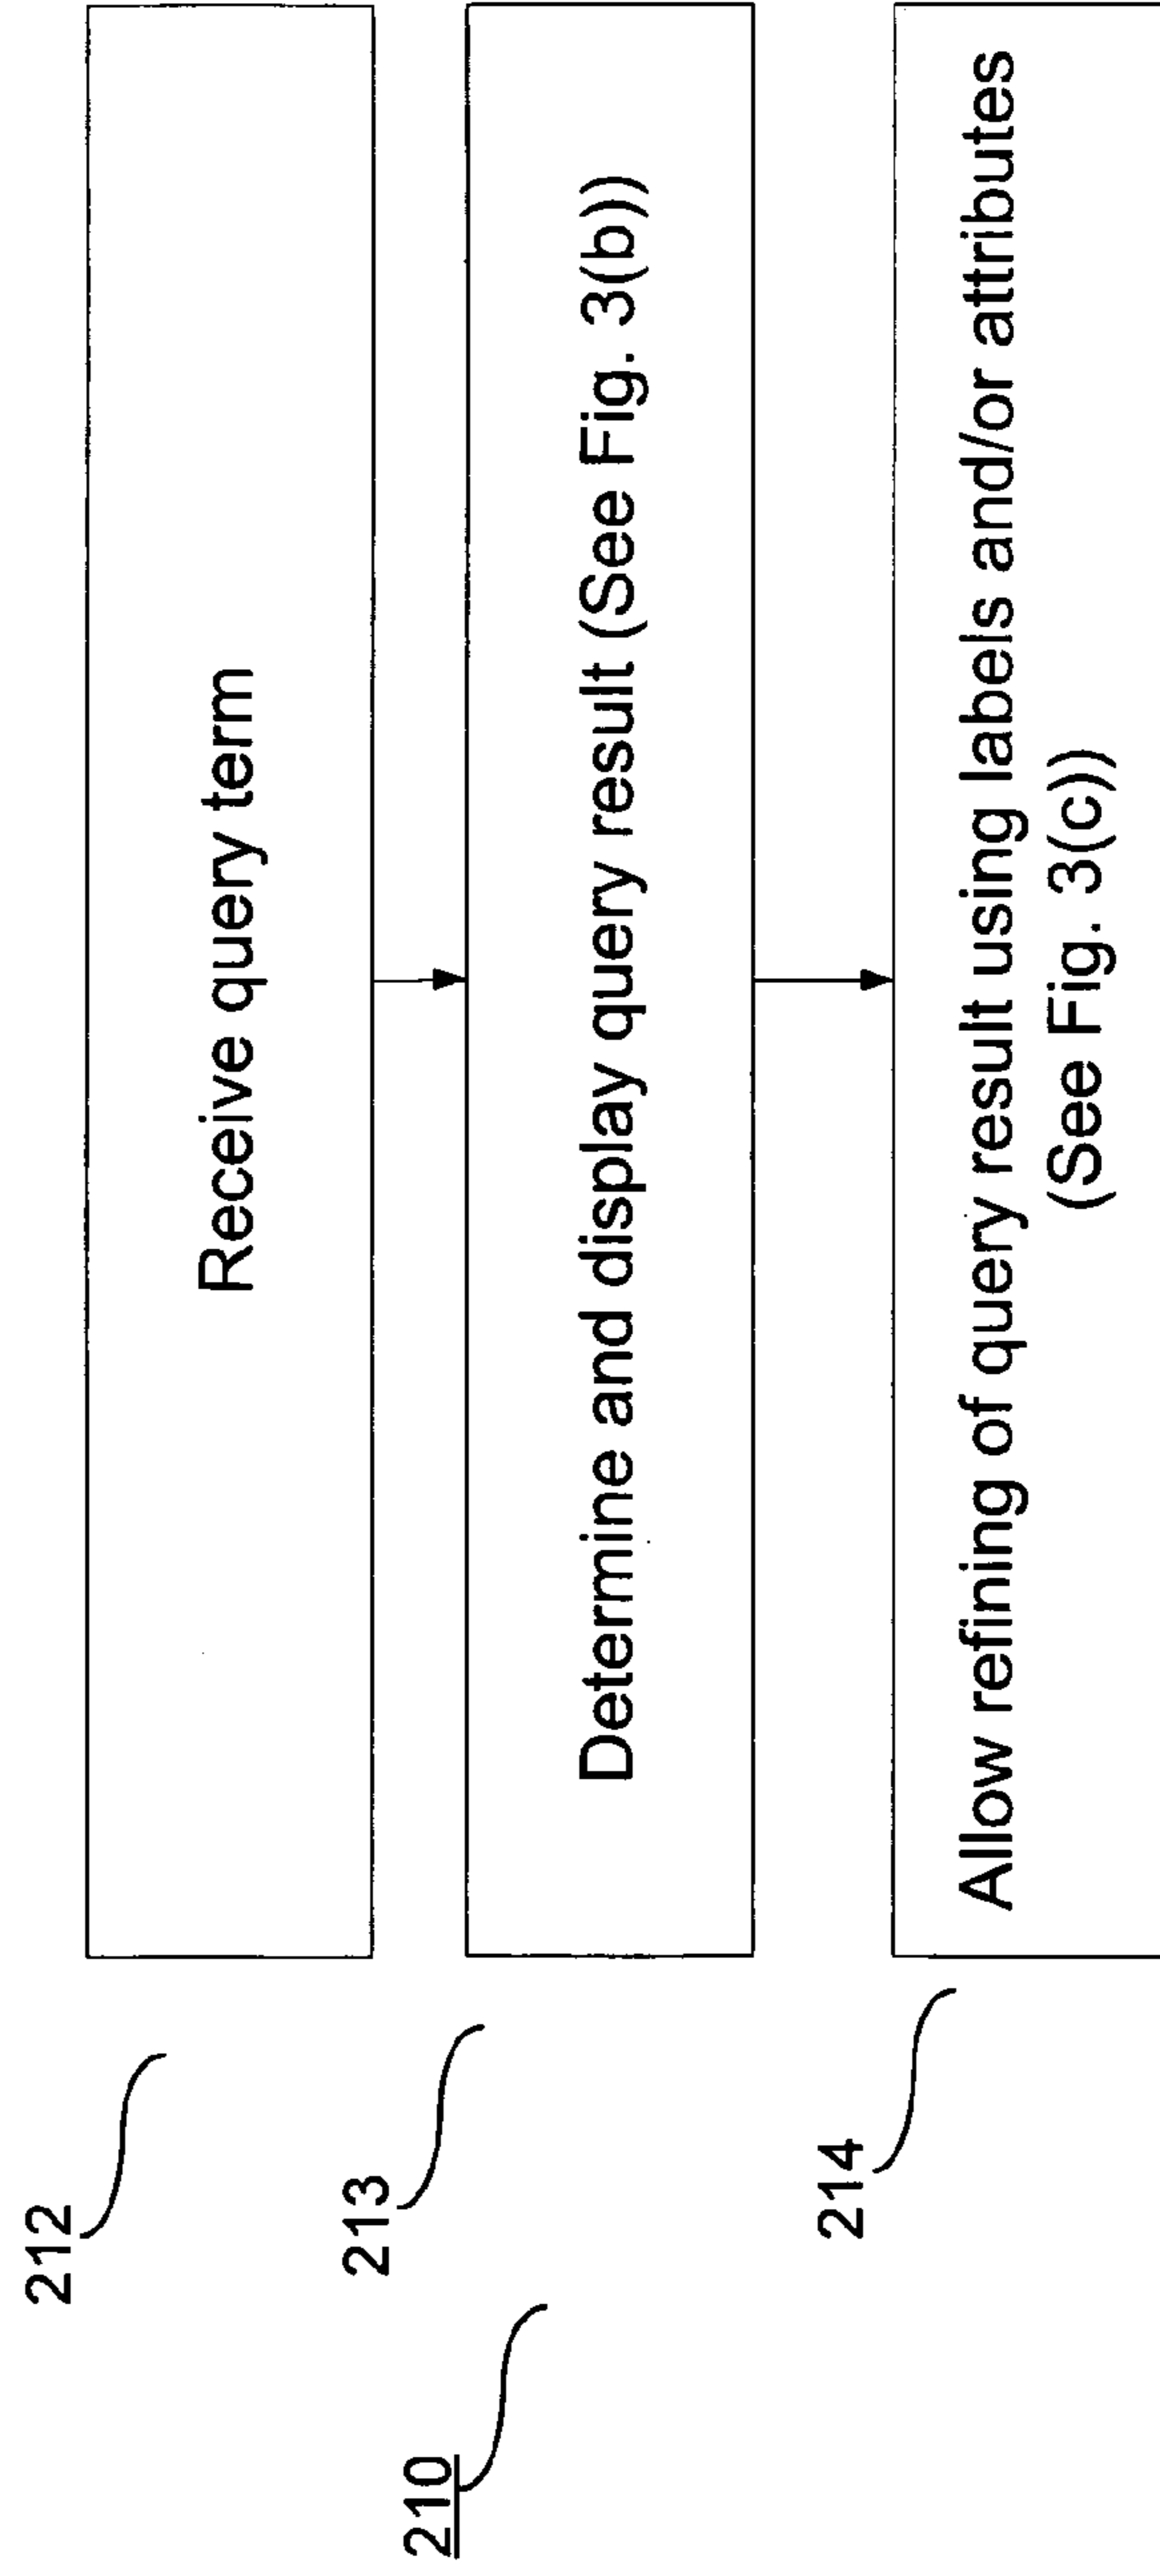 212
Receive query term
213
Determine and display query result (See Fig. 3(b))
210
214
Allow refining of query result using labels and/or attributes
(See Fig. 3(c))